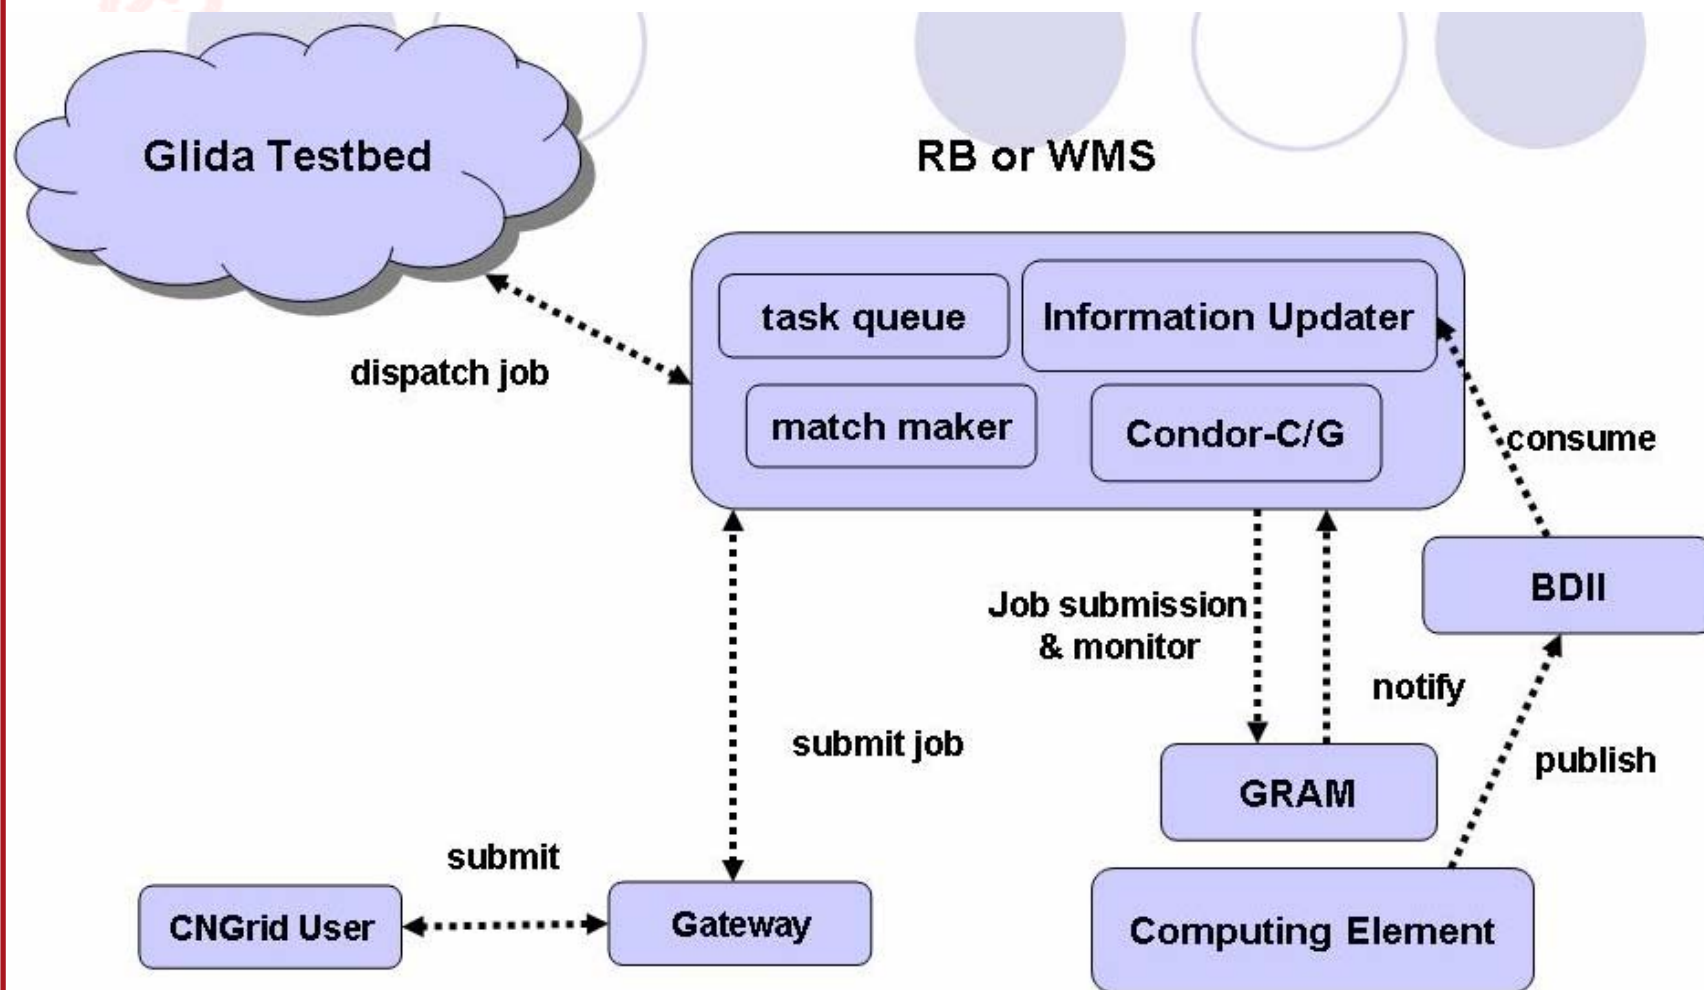 Glida Testbed
RB or WMS
task queue
Information Updater
dispatch job
match maker
Condor-C/G
consume
BDII
Job submission
& monitor
notify
submit job
publish
GRAM
submit
CNGrid User
Gateway
Computing Element